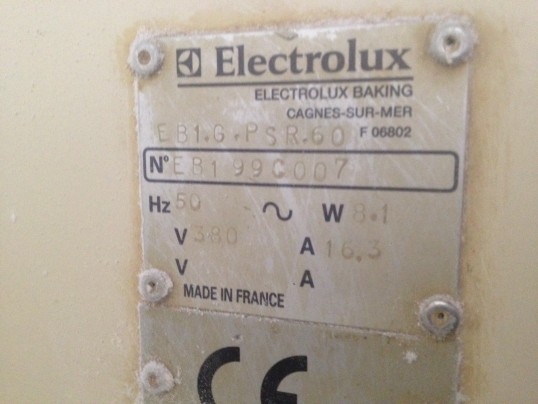 Electrolux
ELECTROLUX BAKING
CAGNES-SUR-MER
EB1.G.PSR.60 F 06802
N° EB199C007
Hz 50 ~ W 8.1
V 380 A 16.3
V A
MADE IN FRANCE
CE